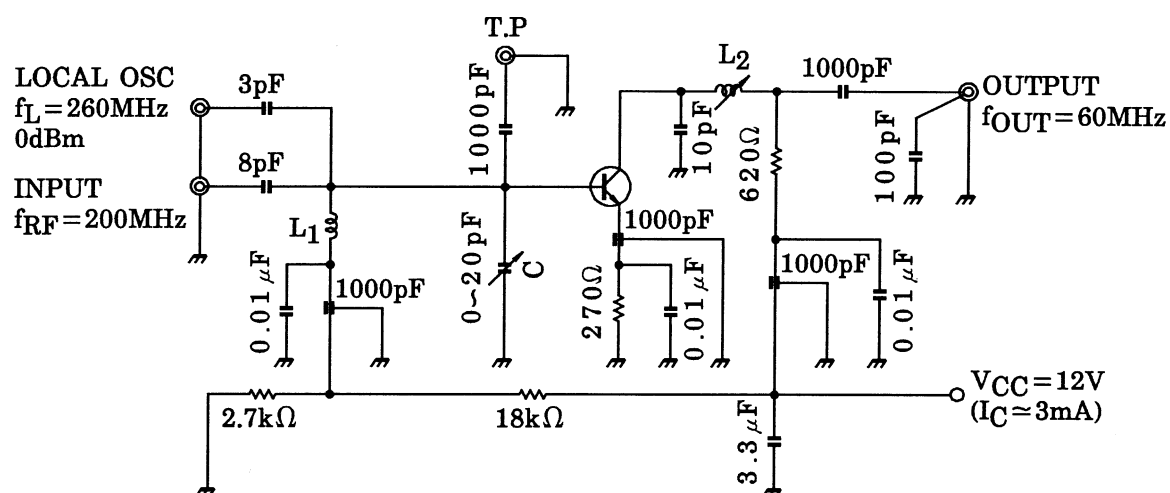 T.P
LOCAL OSC
fL=260MHz
0dBm
3pF
1000pF
L2
1000pF
OUTPUT
fOUT=60MHz
10pF
620Ω
100pF
INPUT
fRF=200MHz
8pF
L1
0.01μF
1000pF
0~20pF
C
1000pF
270Ω
0.01μF
1000pF
0.01μF
2.7kΩ
18kΩ
VCC=12V
(IC≃3mA)
3.3μF